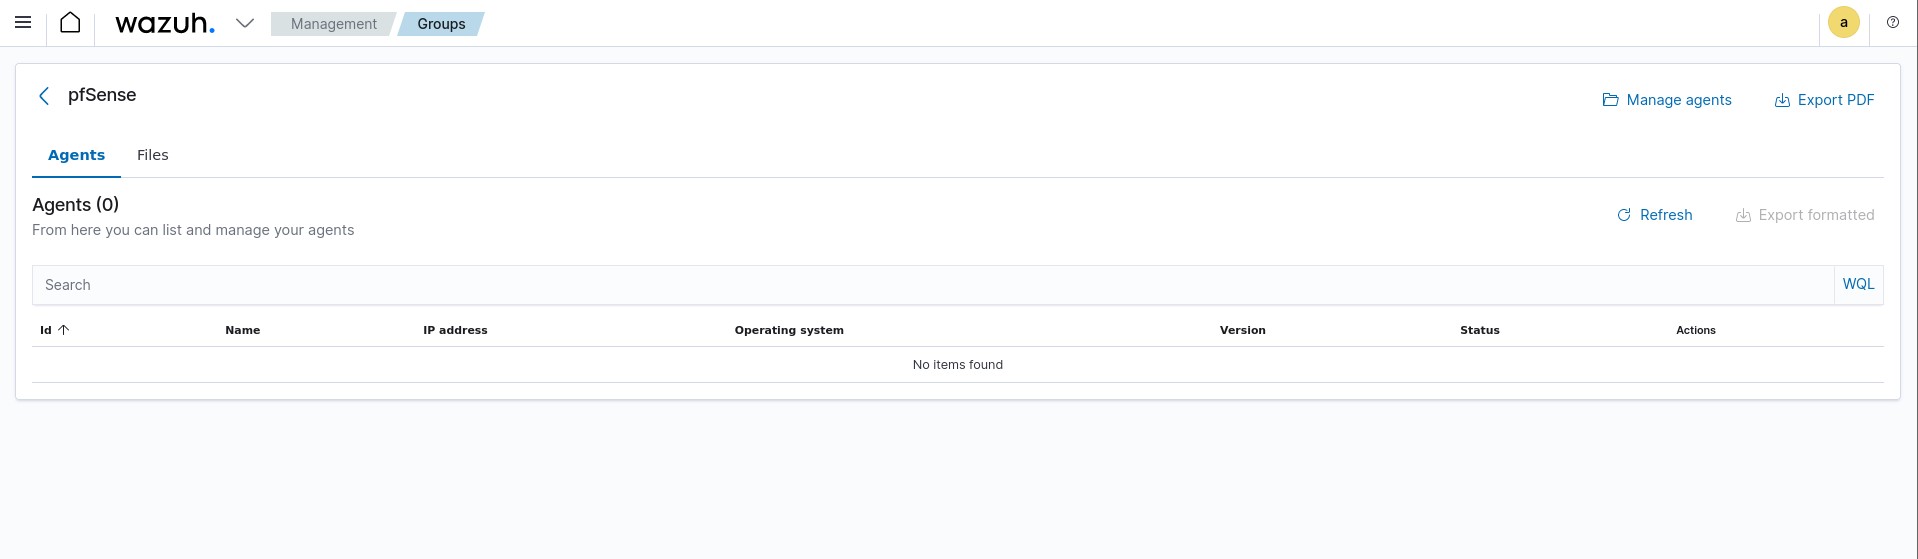 wazuh. Management Groups a
pfSense
Manage agents Export PDF
Agents Files
Agents (0)
From here you can list and manage your agents
Refresh Export formatted
Search WQL
Id Name IP address Operating system Version Status Actions
No items found